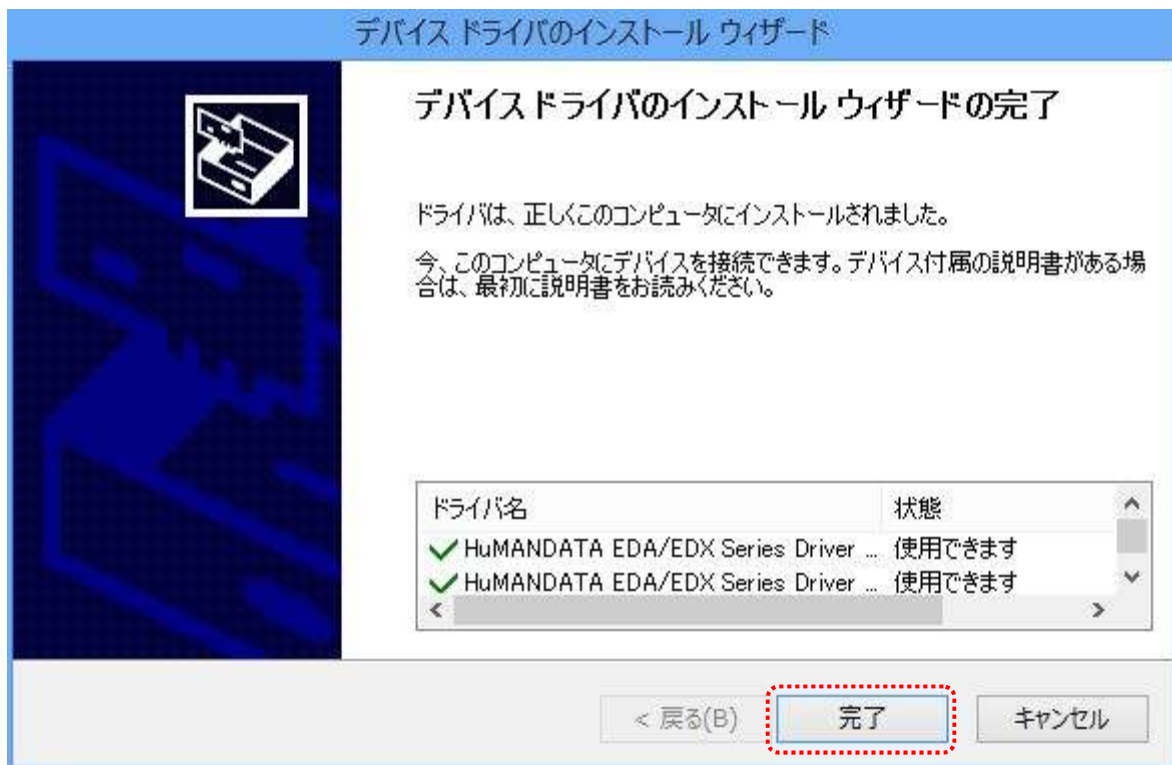 デバイス ドライバのインストール ウィザード
デバイス ドライバのインストール ウィザードの完了
ドライバは、正しくこのコンピュータにインストールされました。
今、このコンピュータにデバイスを接続できます。デバイス付属の説明書がある場
合は、最初に説明書をお読みください。
ドライバ名 状態
HuMANDATA EDA/EDX Series Driver ... 使用できます
HuMANDATA EDA/EDX Series Driver ... 使用できます
< 戻る(B) 完了 キャンセル